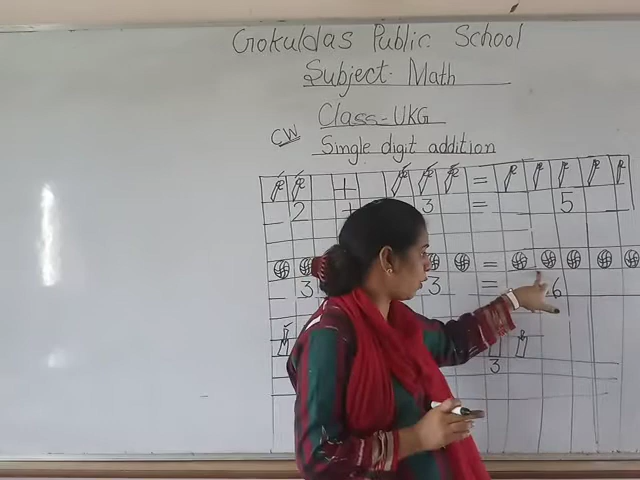 Gokuldas Public School
Subject- Math
Class-UKG
CW
Single digit addition
+ =
2 + 3 = 5
=
3 3 = 6
3